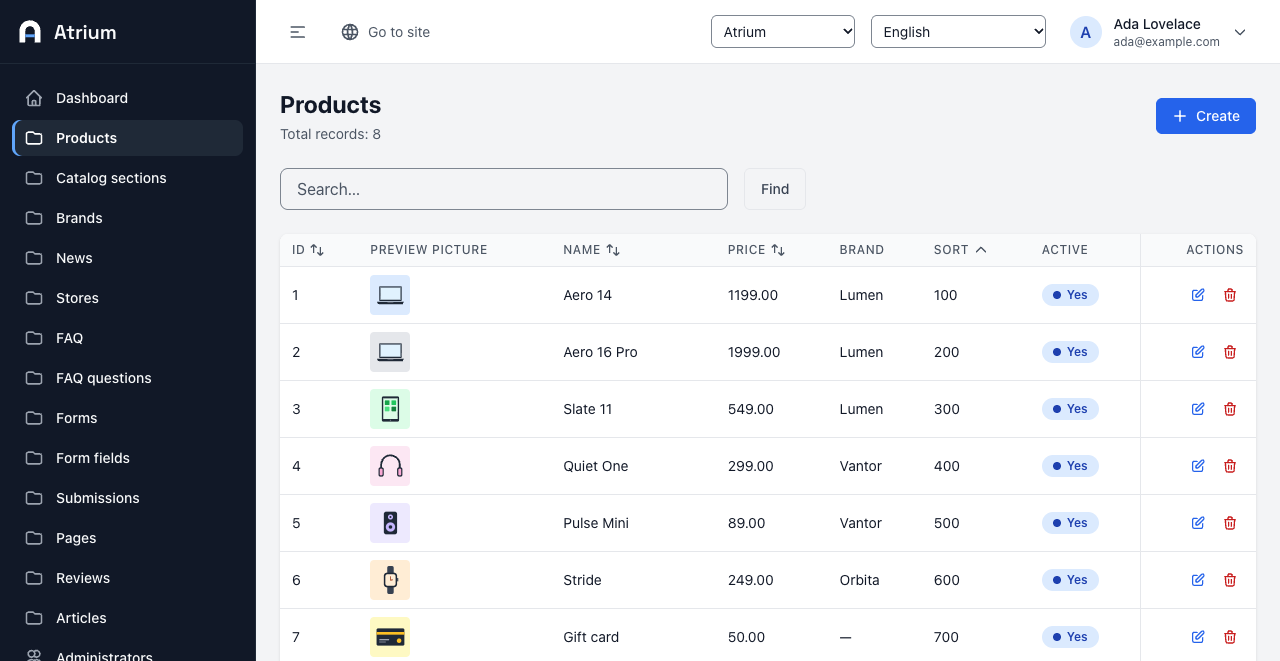 Atrium
Go to site
Atrium
English
A
Ada Lovelace
ada@example.com
Dashboard
Products
Catalog sections
Brands
News
Stores
FAQ
FAQ questions
Forms
Form fields
Submissions
Pages
Reviews
Articles
Administrators
Products
Total records: 8
Create
Search...
Find
ID PREVIEW PICTURE NAME PRICE BRAND SORT ACTIVE ACTIONS
1 Aero 14 1199.00 Lumen 100 Yes
2 Aero 16 Pro 1999.00 Lumen 200 Yes
3 Slate 11 549.00 Lumen 300 Yes
4 Quiet One 299.00 Vantor 400 Yes
5 Pulse Mini 89.00 Vantor 500 Yes
6 Stride 249.00 Orbita 600 Yes
7 Gift card 50.00 — 700 Yes